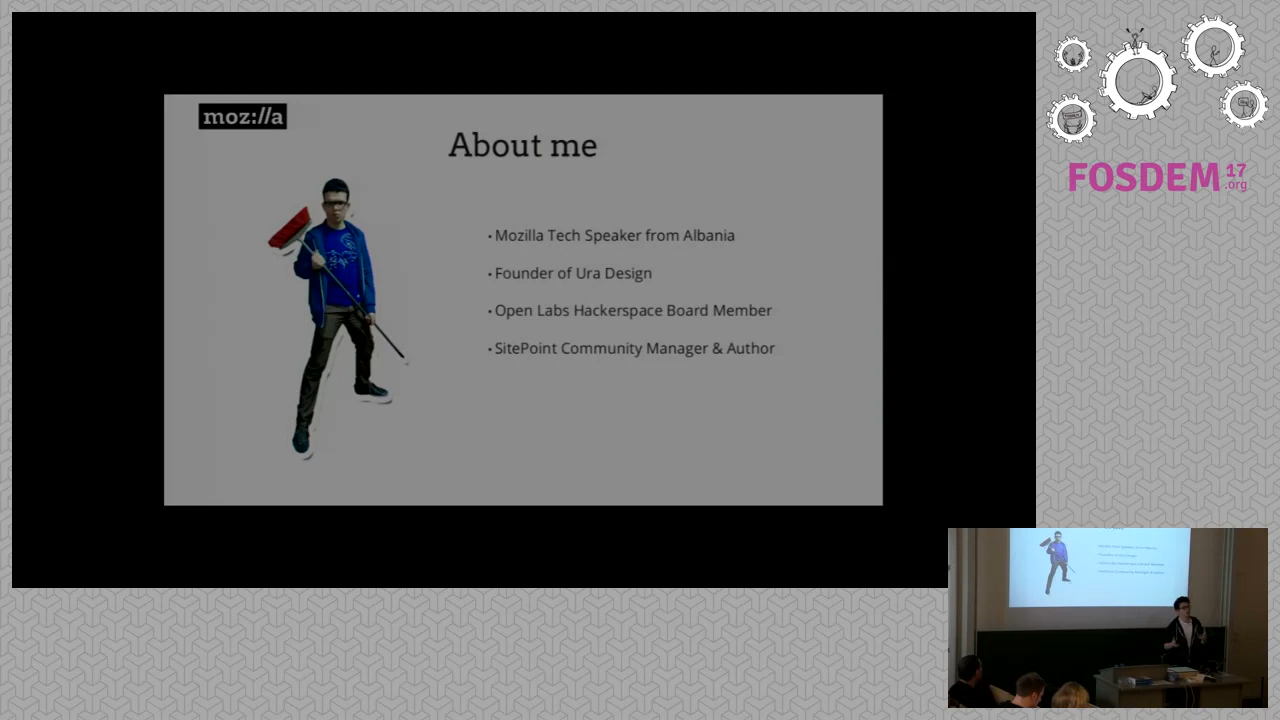 moz://a
About me
• Mozilla Tech Speaker from Albania
• Founder of Ura Design
• Open Labs Hackerspace Board Member
• SitePoint Community Manager & Author
FOSDEM 17
.org